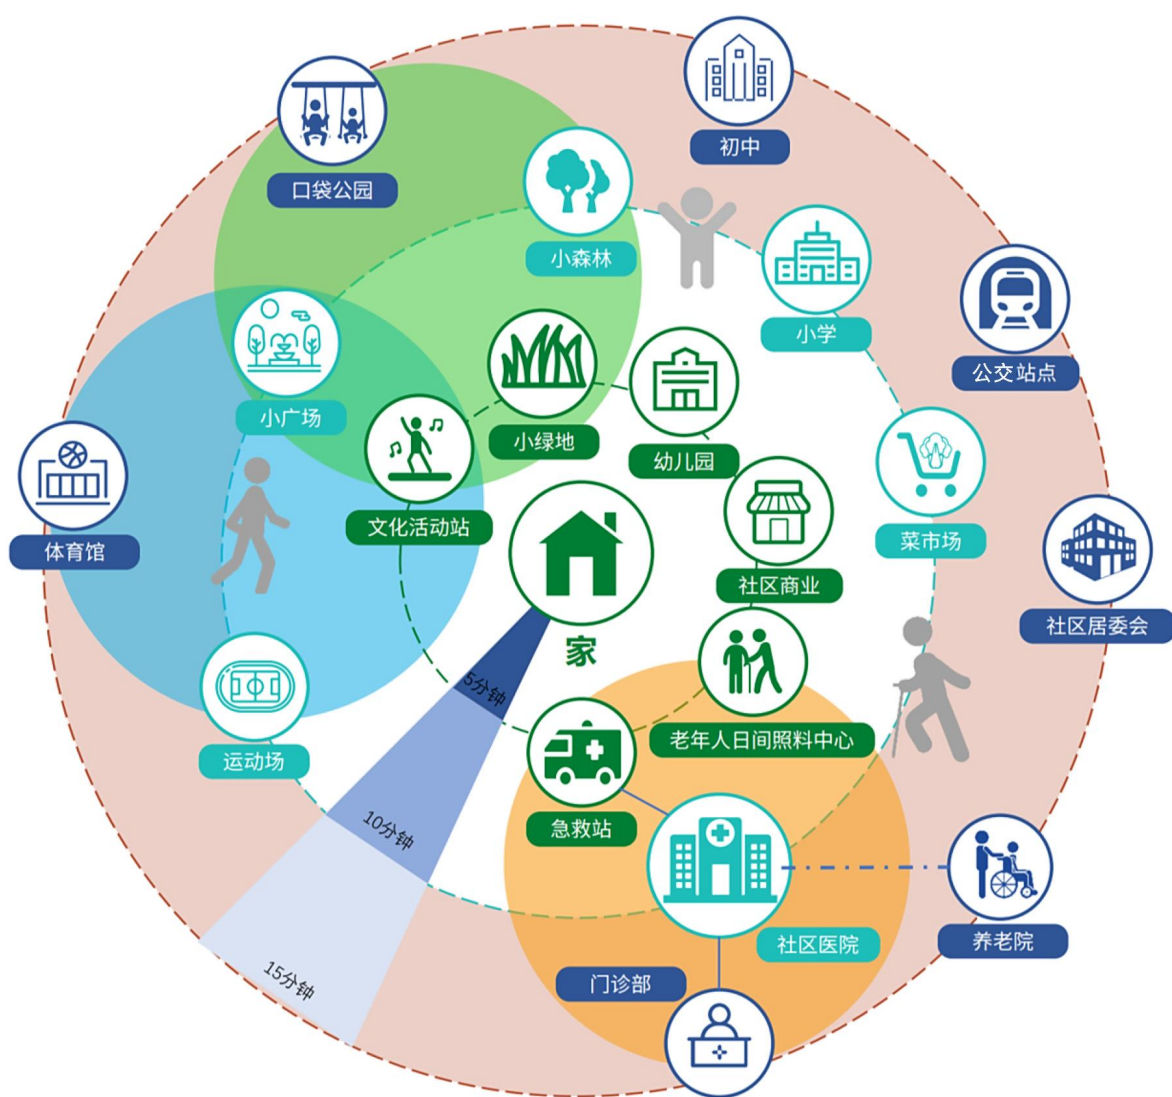 初中
口袋公园
小森林
小学
公交站点
小广场
小绿地
幼儿园
文化活动站
菜市场
体育馆
社区商业
社区居委会
家
5分钟
老年人日间照料中心
运动场
10分钟
急救站
社区医院
养老院
15分钟
门诊部